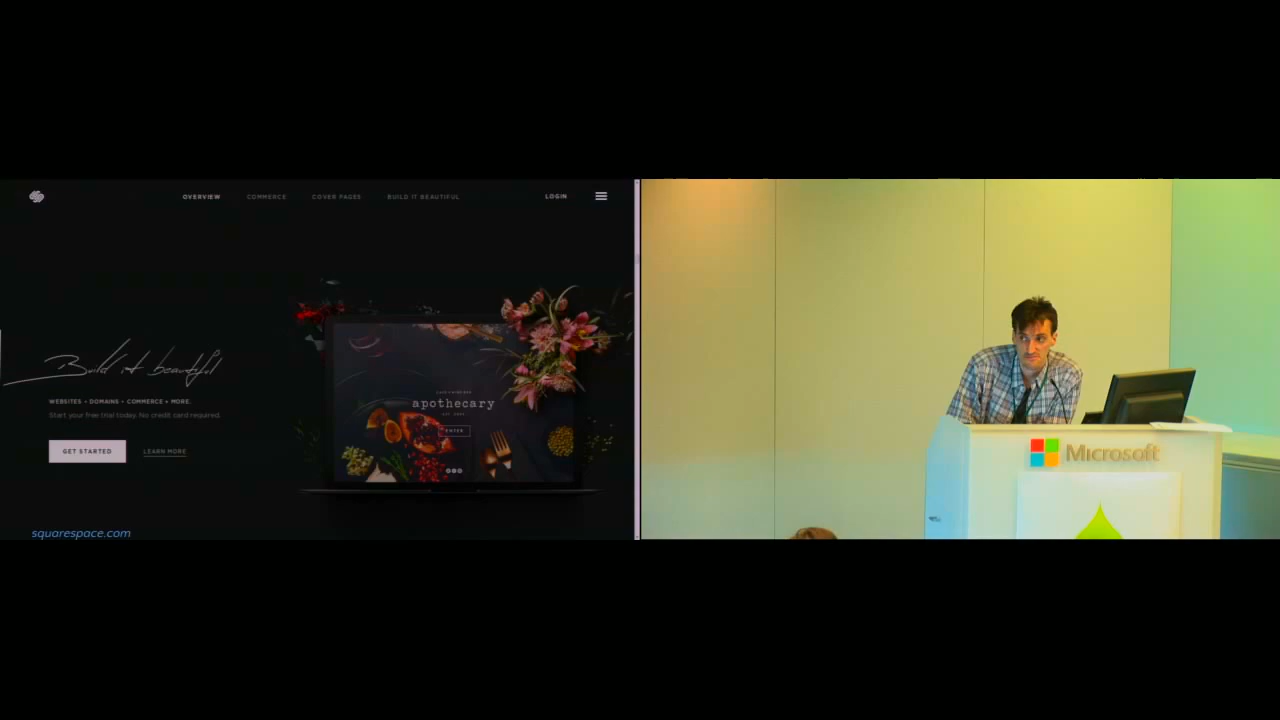 OVERVIEW COMMERCE COVER PAGES BUILD IT BEAUTIFUL LOGIN
Build it beautiful
WEBSITES • DOMAINS • COMMERCE • MORE.
Start your free trial today. No credit card required.
GET STARTED LEARN MORE
apothecary
ENTER
squarespace.com
Microsoft